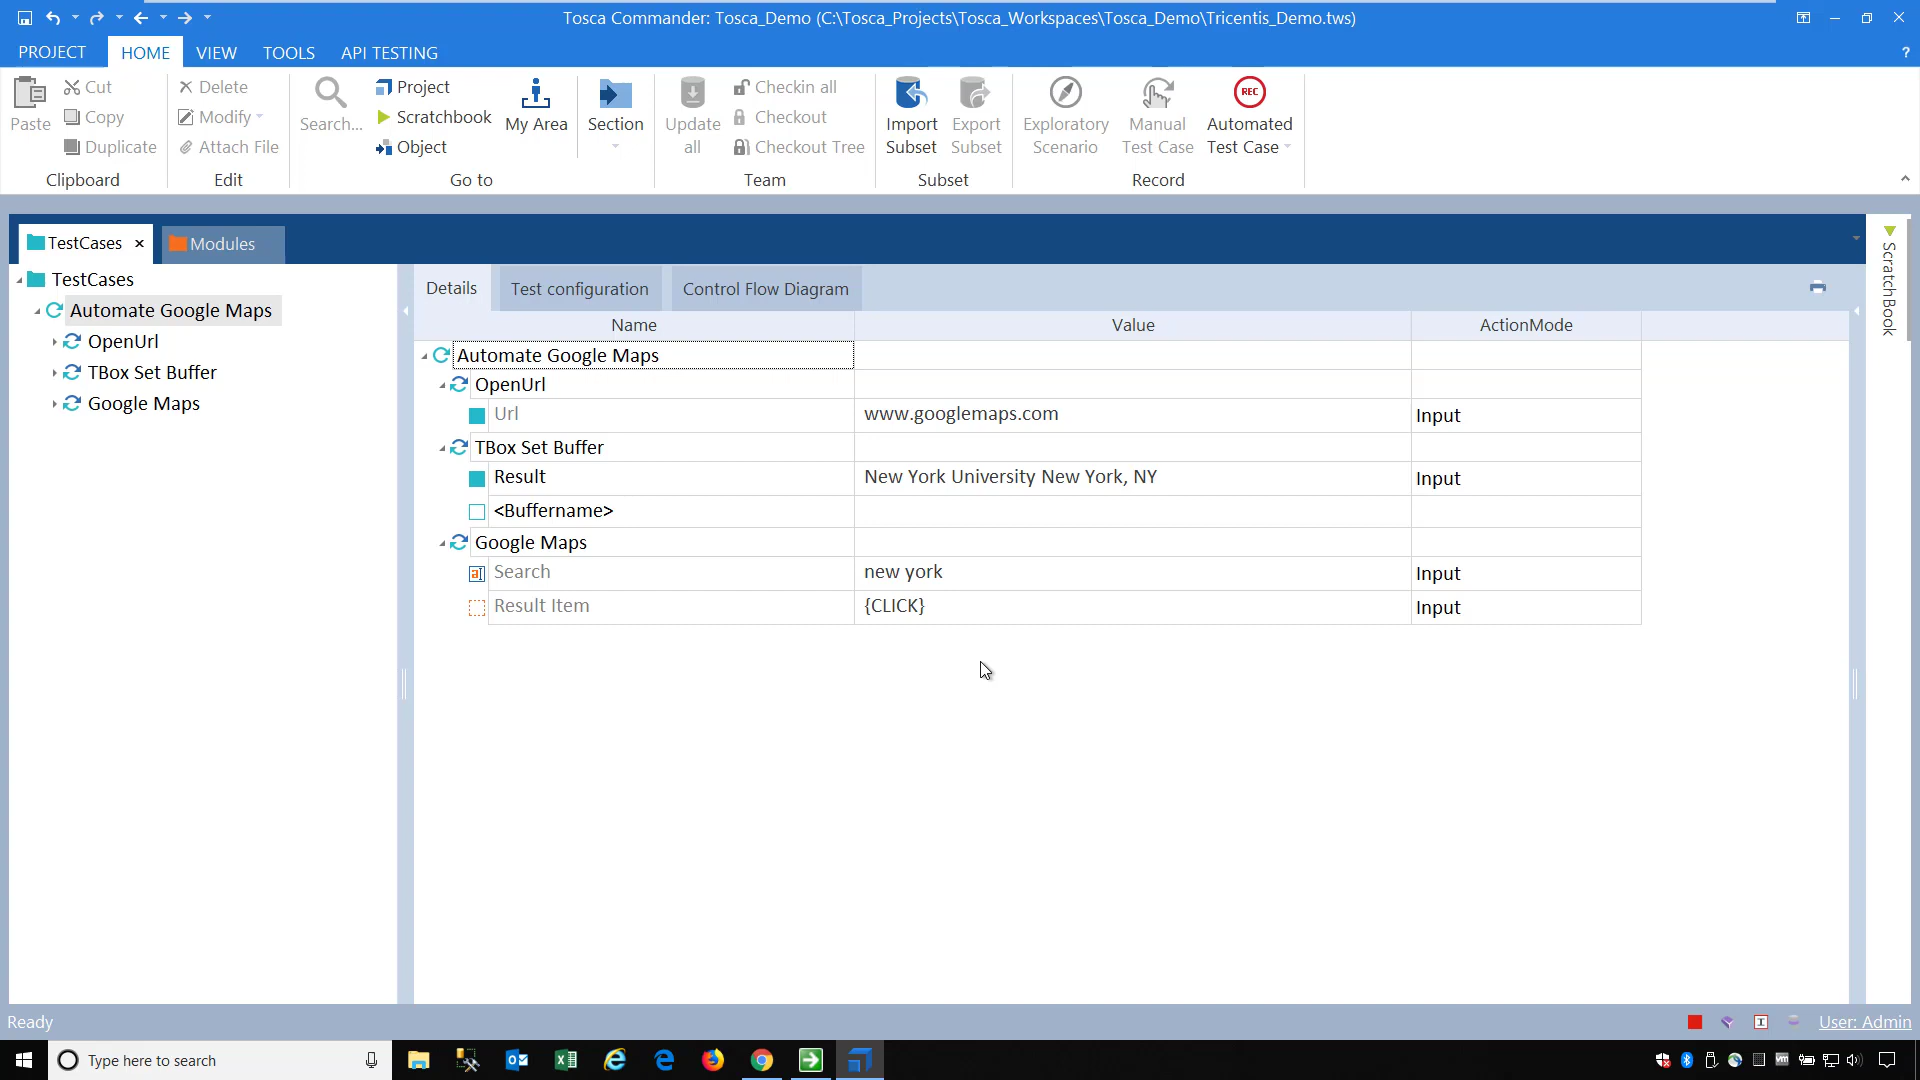 Tosca Commander: Tosca_Demo (C:\Tosca_Projects\Tosca_Workspaces\Tosca_Demo\Tricentis_Demo.tws)
PROJECT HOME VIEW TOOLS API TESTING ?
Paste Cut Copy Duplicate
Clipboard
Delete Modify Attach File
Edit
Search... Project Scratchbook Object My Area Section
Go to
Update all Checkin all Checkout Checkout Tree
Team
Import Subset Export Subset
Subset
Exploratory Scenario Manual Test Case REC Automated Test Case
Record
TestCases × Modules
TestCases
Automate Google Maps
OpenUrl
TBox Set Buffer
Google Maps
Details Test configuration Control Flow Diagram
Name Value ActionMode
Automate Google Maps
OpenUrl
Url www.googlemaps.com Input
TBox Set Buffer
Result New York University New York, NY Input
<Buffername>
Google Maps
Search new york Input
Result Item {CLICK} Input
ScratchBook
Ready User: Admin
Type here to search